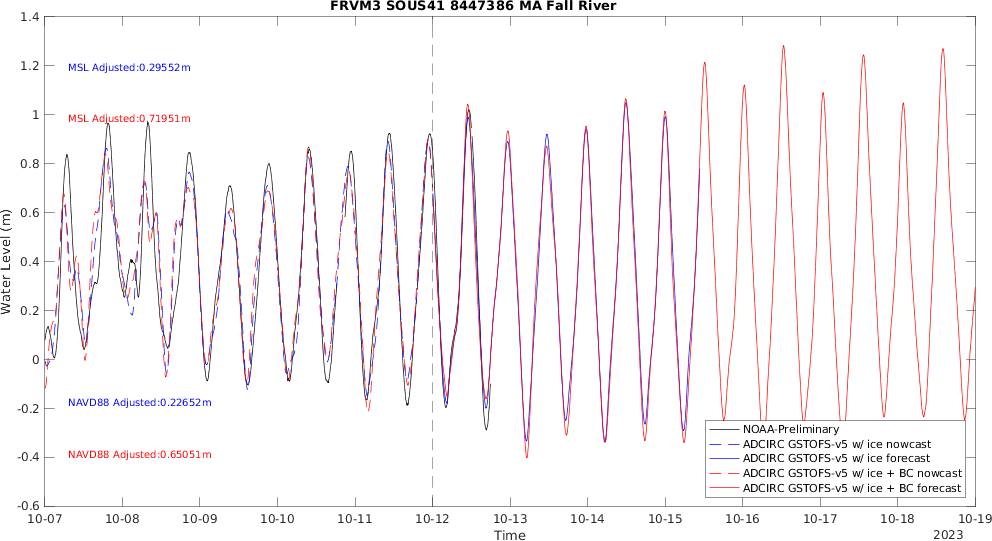 FRVM3 SOUS41 8447386 MA Fall River
1.4
1.2
1
0.8
0.6
0.4
0.2
0
-0.2
-0.4
-0.6
Water Level (m)
MSL Adjusted:0.29552m
MSL Adjusted:0.71951m
NAVD88 Adjusted:0.22652m
NAVD88 Adjusted:0.65051m
NOAA-Preliminary
ADCIRC GSTOFS-v5 w/ ice nowcast
ADCIRC GSTOFS-v5 w/ ice forecast
ADCIRC GSTOFS-v5 w/ ice + BC nowcast
ADCIRC GSTOFS-v5 w/ ice + BC forecast
10-07 10-08 10-09 10-10 10-11 10-12 10-13 10-14 10-15 10-16 10-17 10-18 10-19
Time
2023